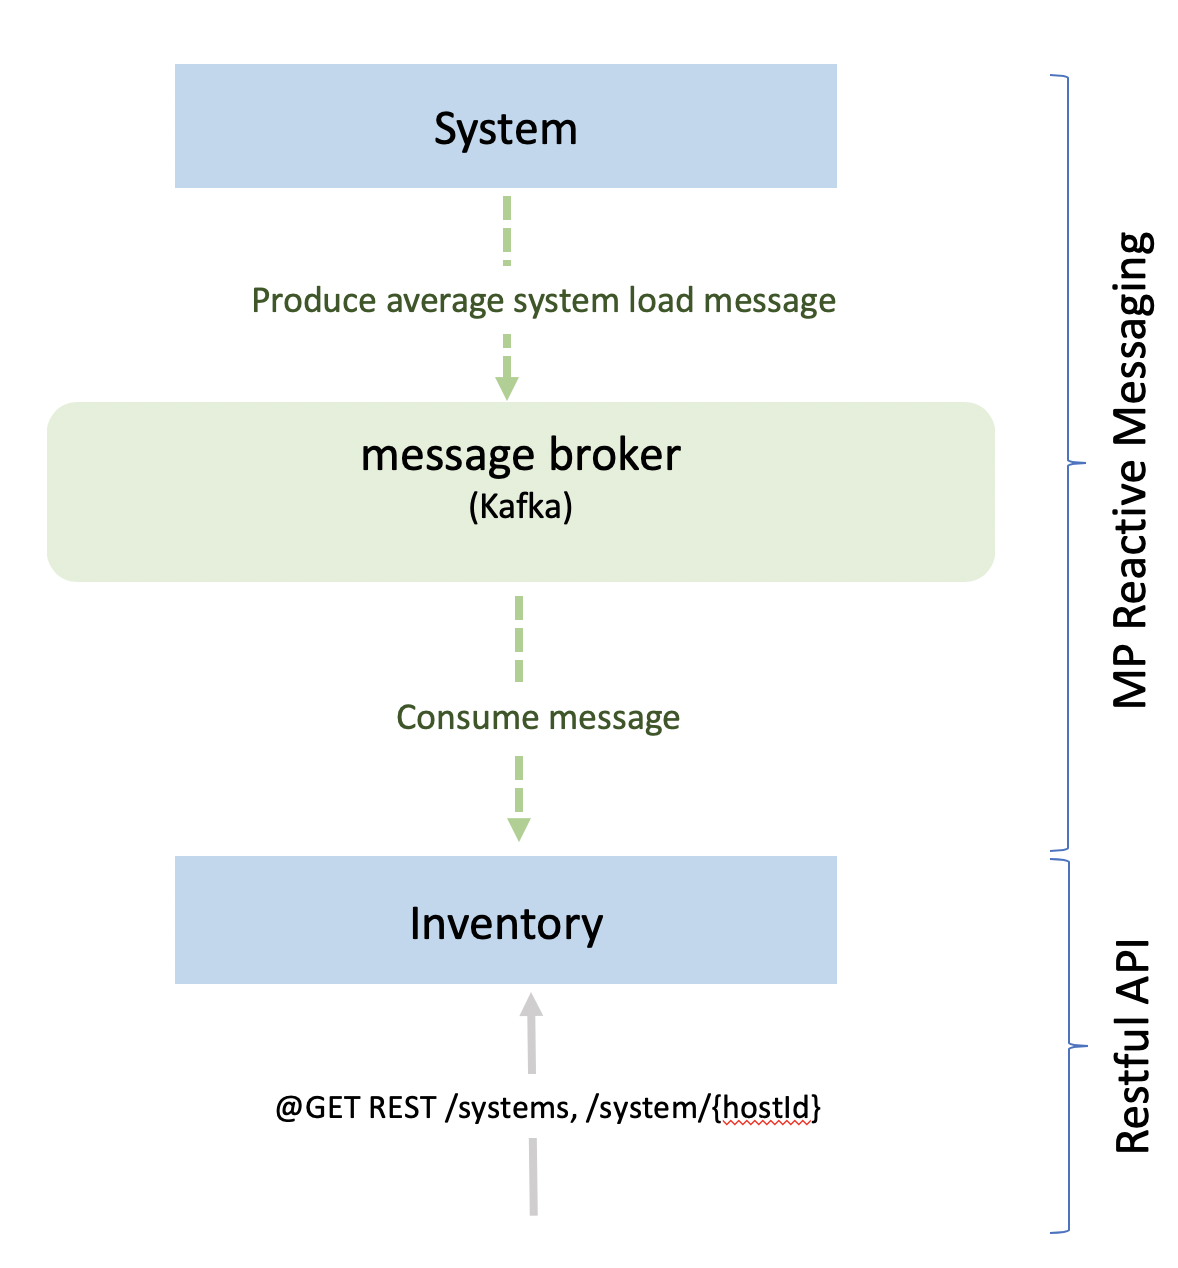 System
Produce average system load message
message broker
(Kafka)
Consume message
Inventory
@GET REST /systems, /system/{hostId}
MP Reactive Messaging
Restful API